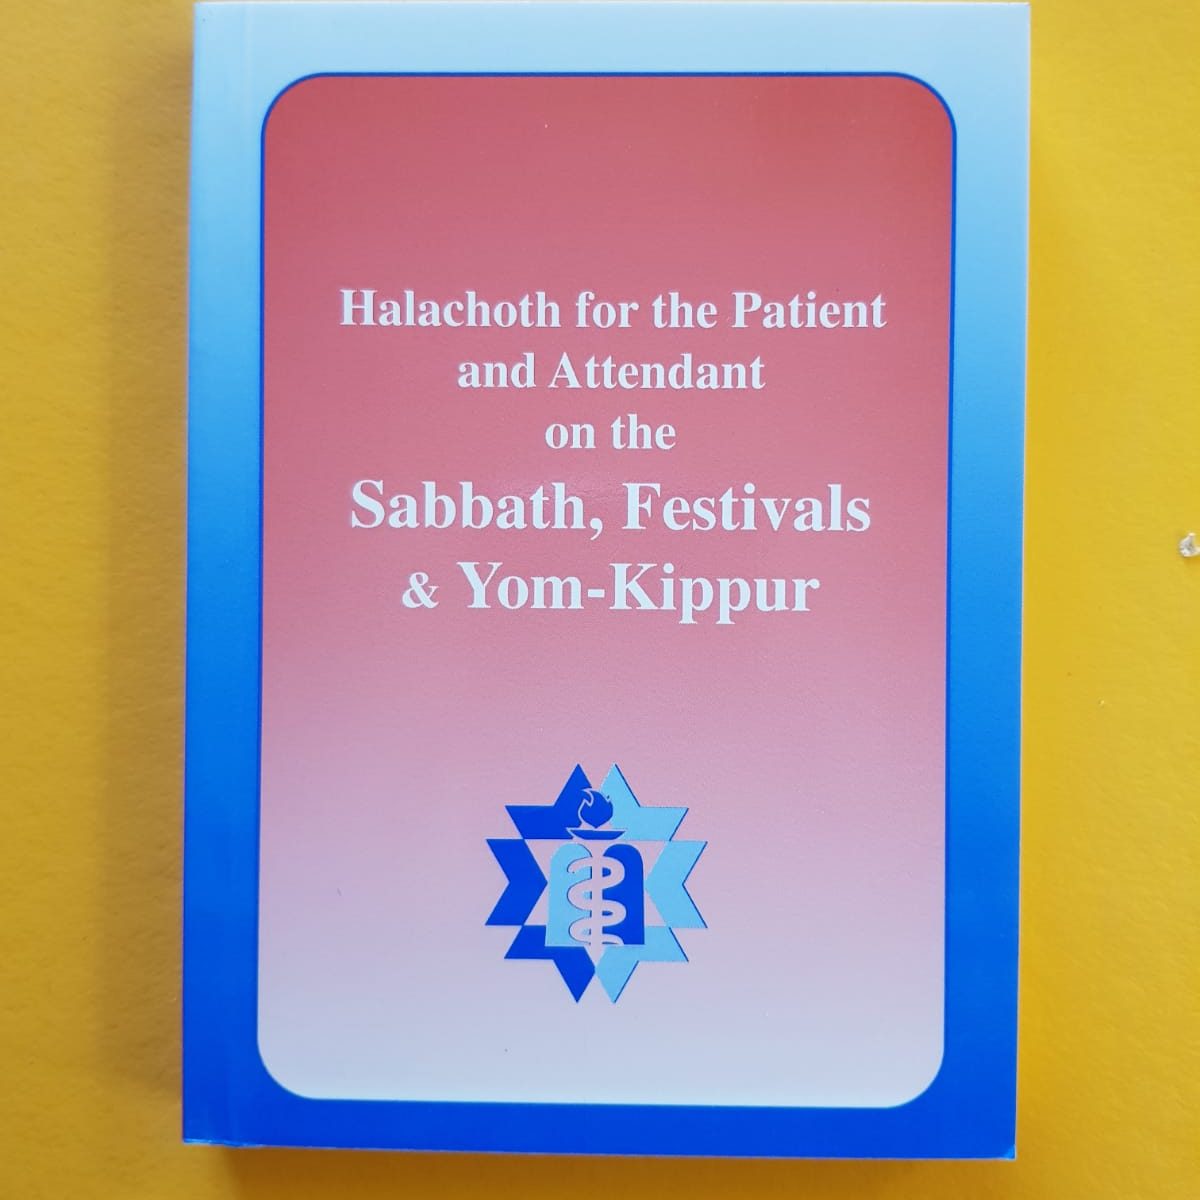 Halachoth for the Patient
and Attendant
on the
Sabbath, Festivals
& Yom-Kippur